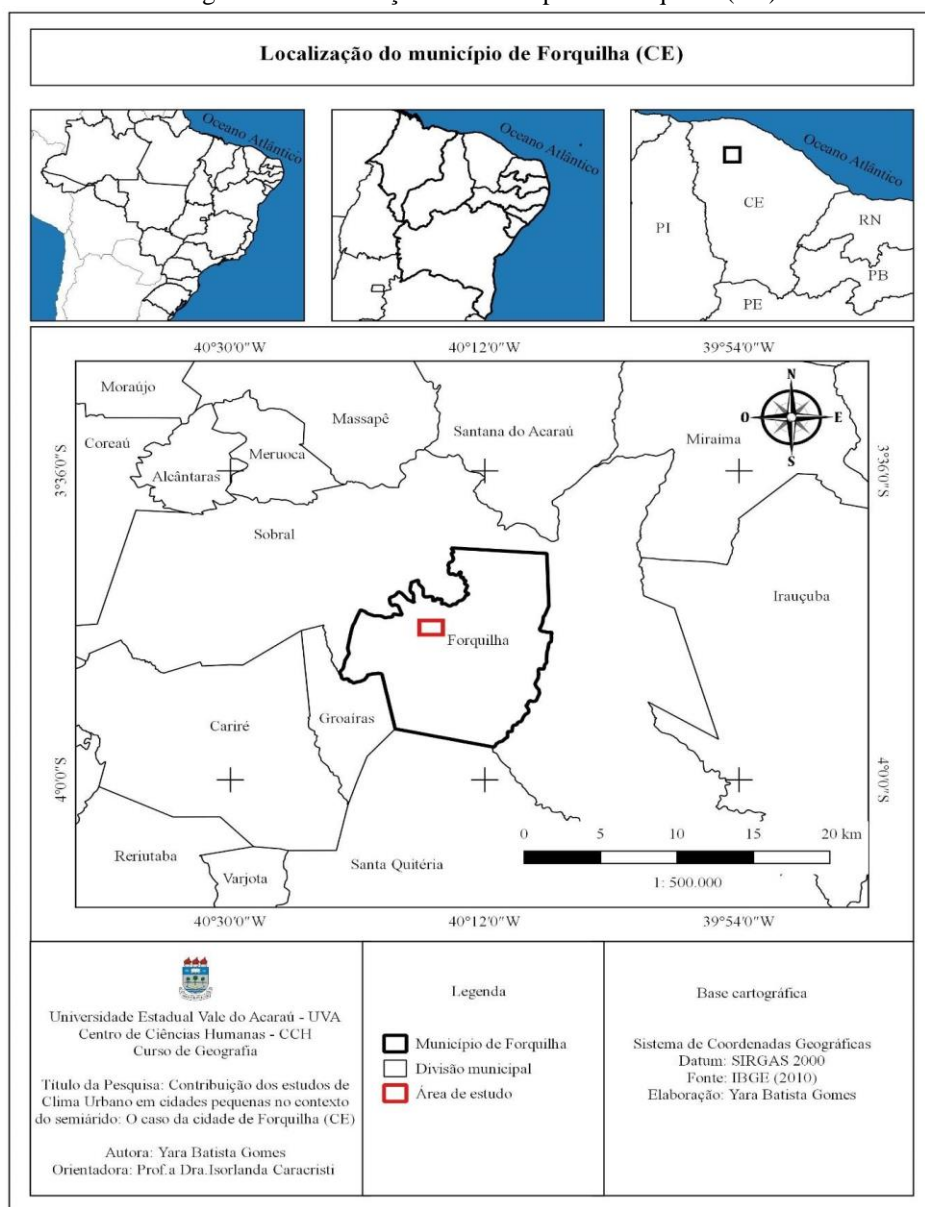 Localização do município de Forquilha (CE)
Oceano Atlântico
Oceano Atlântico
Oceano Atlântico
PI
CE
RN
PB
PE
40°30'0"W
40°12'0"W
39°54'0"W
3°36'0"S
4°0'0"S
Moraújo
Coreaú
Alcântaras
Meruoca
Massapê
Santana do Acaraú
Miraíma
N
O
E
S
3°36'0"S
4°0'0"S
Sobral
Irauçuba
Forquilha
Cariré
Groaíras
Reriutaba
Varjota
Santa Quitéria
0 5 10 15 20 km
1: 500.000
40°30'0"W
40°12'0"W
39°54'0"W
Universidade Estadual Vale do Acaraú - UVA
Centro de Ciências Humanas - CCH
Curso de Geografia
Titulo da Pesquisa: Contribuição dos estudos de
Clima Urbano em cidades pequenas no contexto
do semiárido: O caso da cidade de Forquilha (CE)
Autora: Yara Batista Gomes
Orientadora: Prof.a Dra.Isorlanda Caracristi
Legenda
Município de Forquilha
Divisão municipal
Área de estudo
Base cartográfica
Sistema de Coordenadas Geográficas
Datum: SIRGAS 2000
Fonte: IBGE (2010)
Elaboração: Yara Batista Gomes